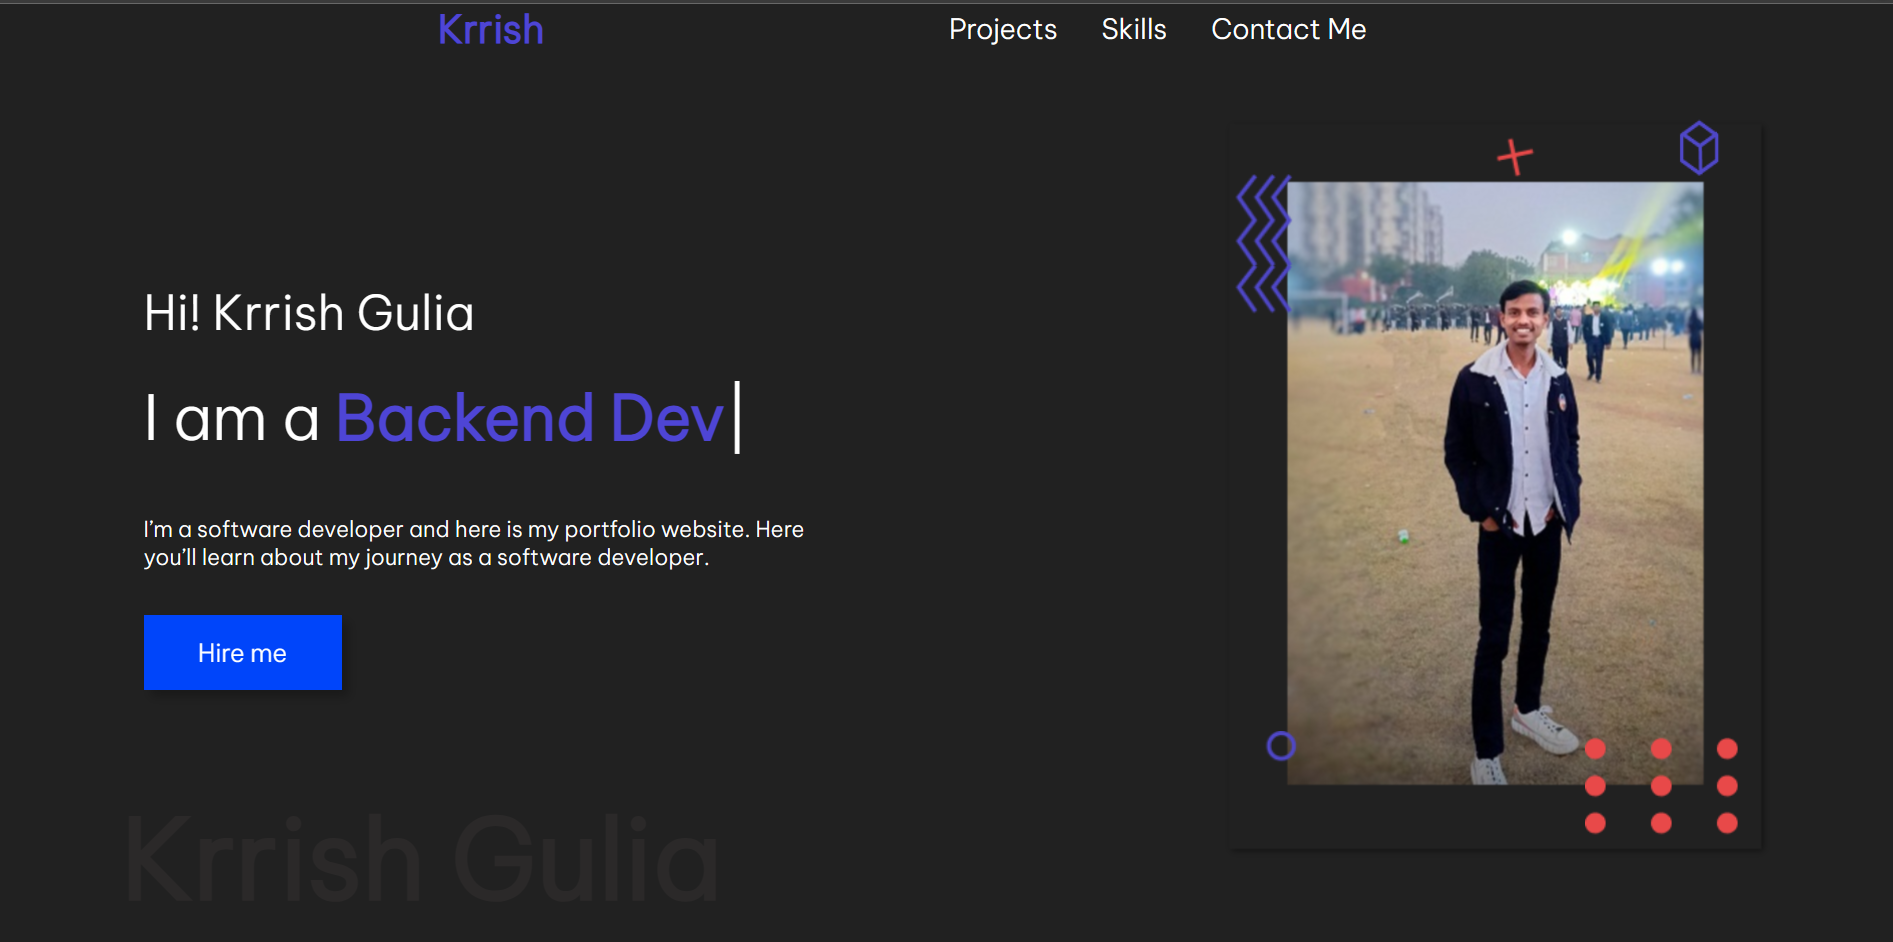 Krrish
Projects Skills Contact Me
Hi! Krrish Gulia
I am a Backend Dev|
I'm a software developer and here is my portfolio website. Here
you'll learn about my journey as a software developer.
Hire me
Krrish Gulia